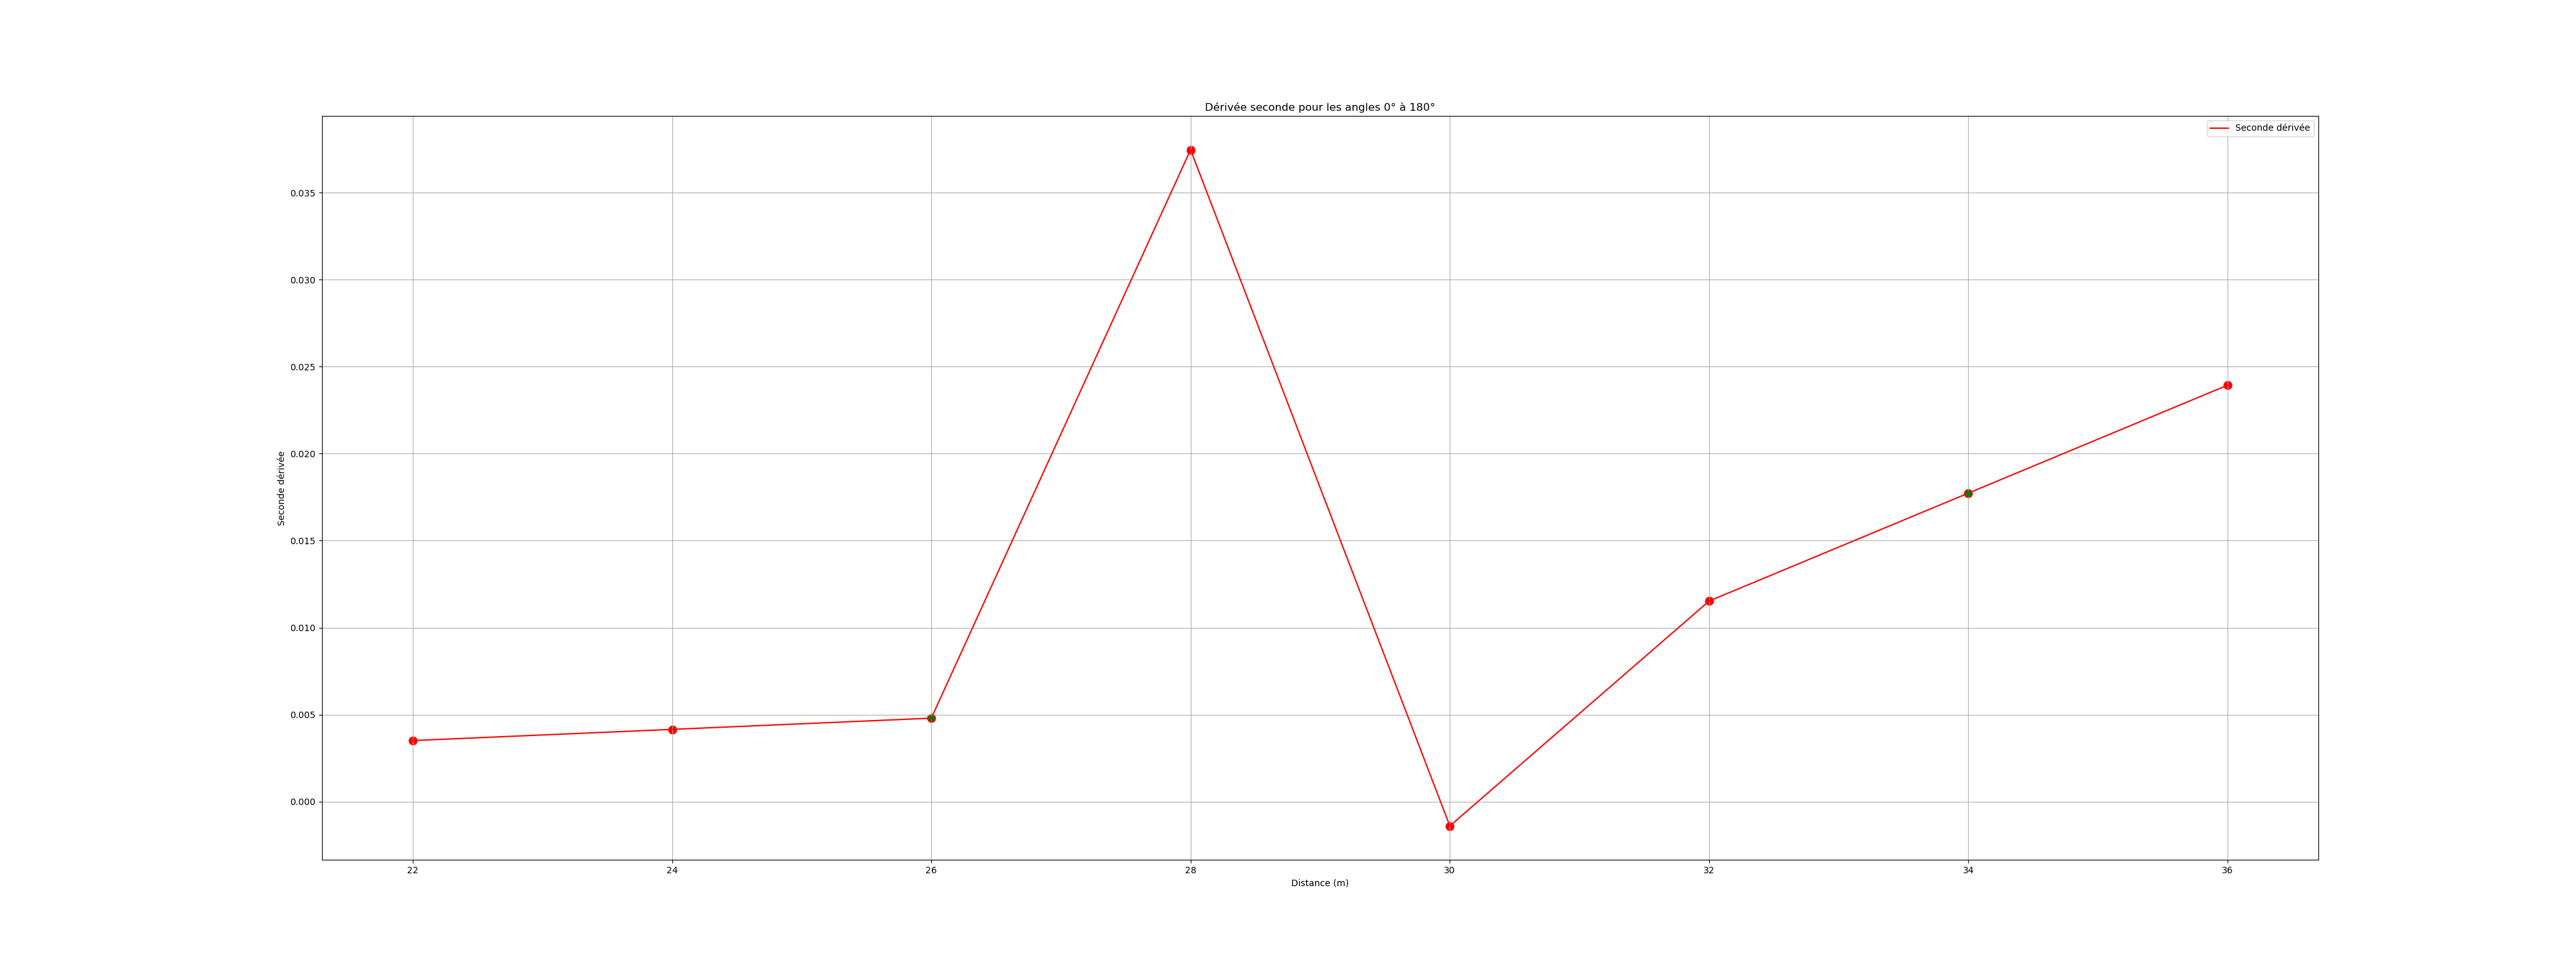 Dérivée seconde pour les angles 0° à 180°
Seconde dérivée
0.035
0.030
0.025
0.020
0.015
0.010
0.005
0.000
Seconde dérivée
22 24 26 28 30 32 34 36
Distance (m)